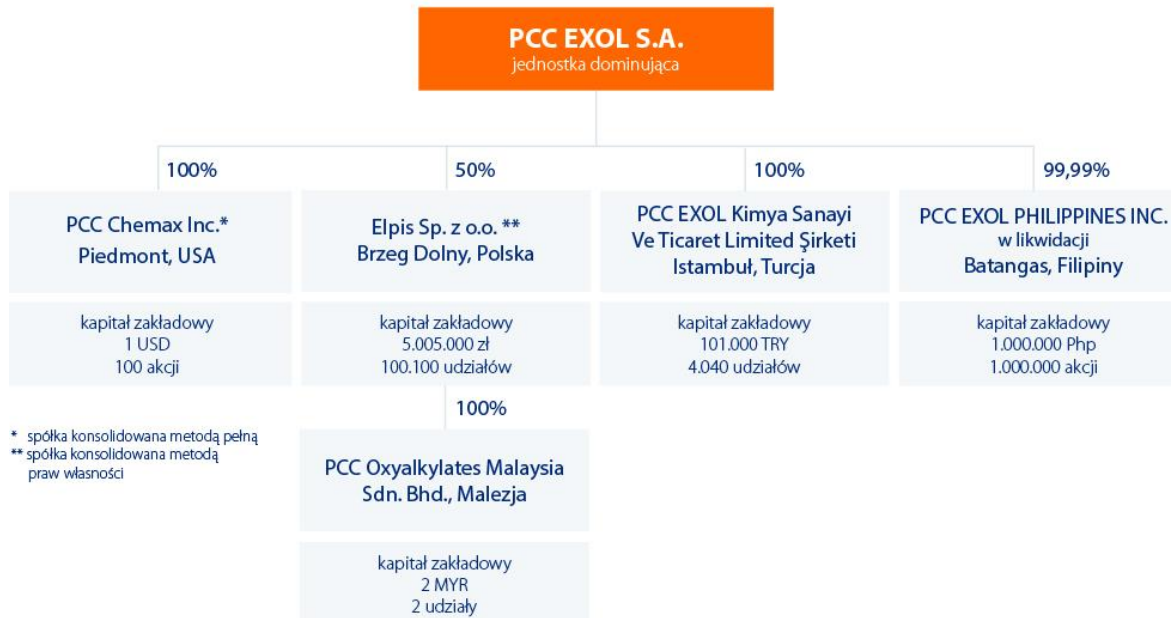 PCC EXOL S.A.
jednostka dominująca
100%
PCC Chemax Inc.*
Piedmont, USA
kapitał zakładowy
1 USD
100 akcji
50%
Elpis Sp. z o.o. **
Brzeg Dolny, Polska
kapitał zakładowy
5.005.000 zł
100.100 udziałów
100%
PCC EXOL Kimya Sanayi
Ve Ticaret Limited Şirketi
Istambuł, Turcja
kapitał zakładowy
101.000 TRY
4.040 udziałów
99,99%
PCC EXOL PHILIPPINES INC.
w likwidacji
Batangas, Filipiny
kapitał zakładowy
1.000.000 Php
1.000.000 akcji
100%
PCC Oxyalkylates Malaysia
Sdn. Bhd., Malezja
kapitał zakładowy
2 MYR
2 udziały
* spółka konsolidowana metodą pełną
** spółka konsolidowana metodą
praw własności